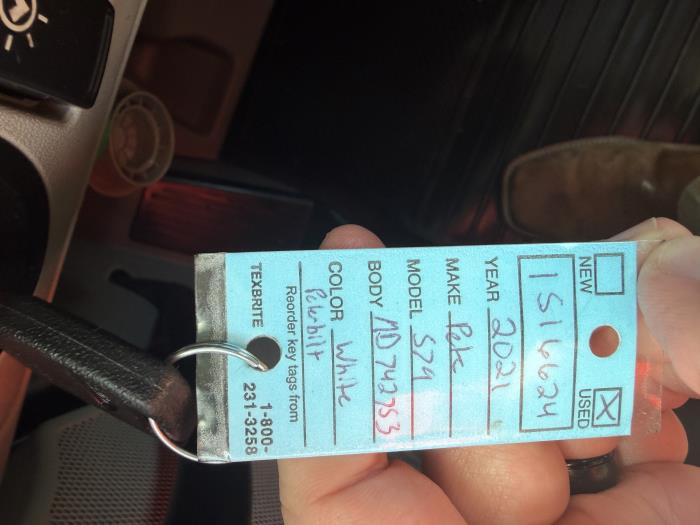 NEW USED
1516624
YEAR 2021
MAKE Pete
MODEL 579
BODY MD742753
COLOR White
Peterbilt
Reorder key tags from
TEXBRITE 1-800-
231-3258